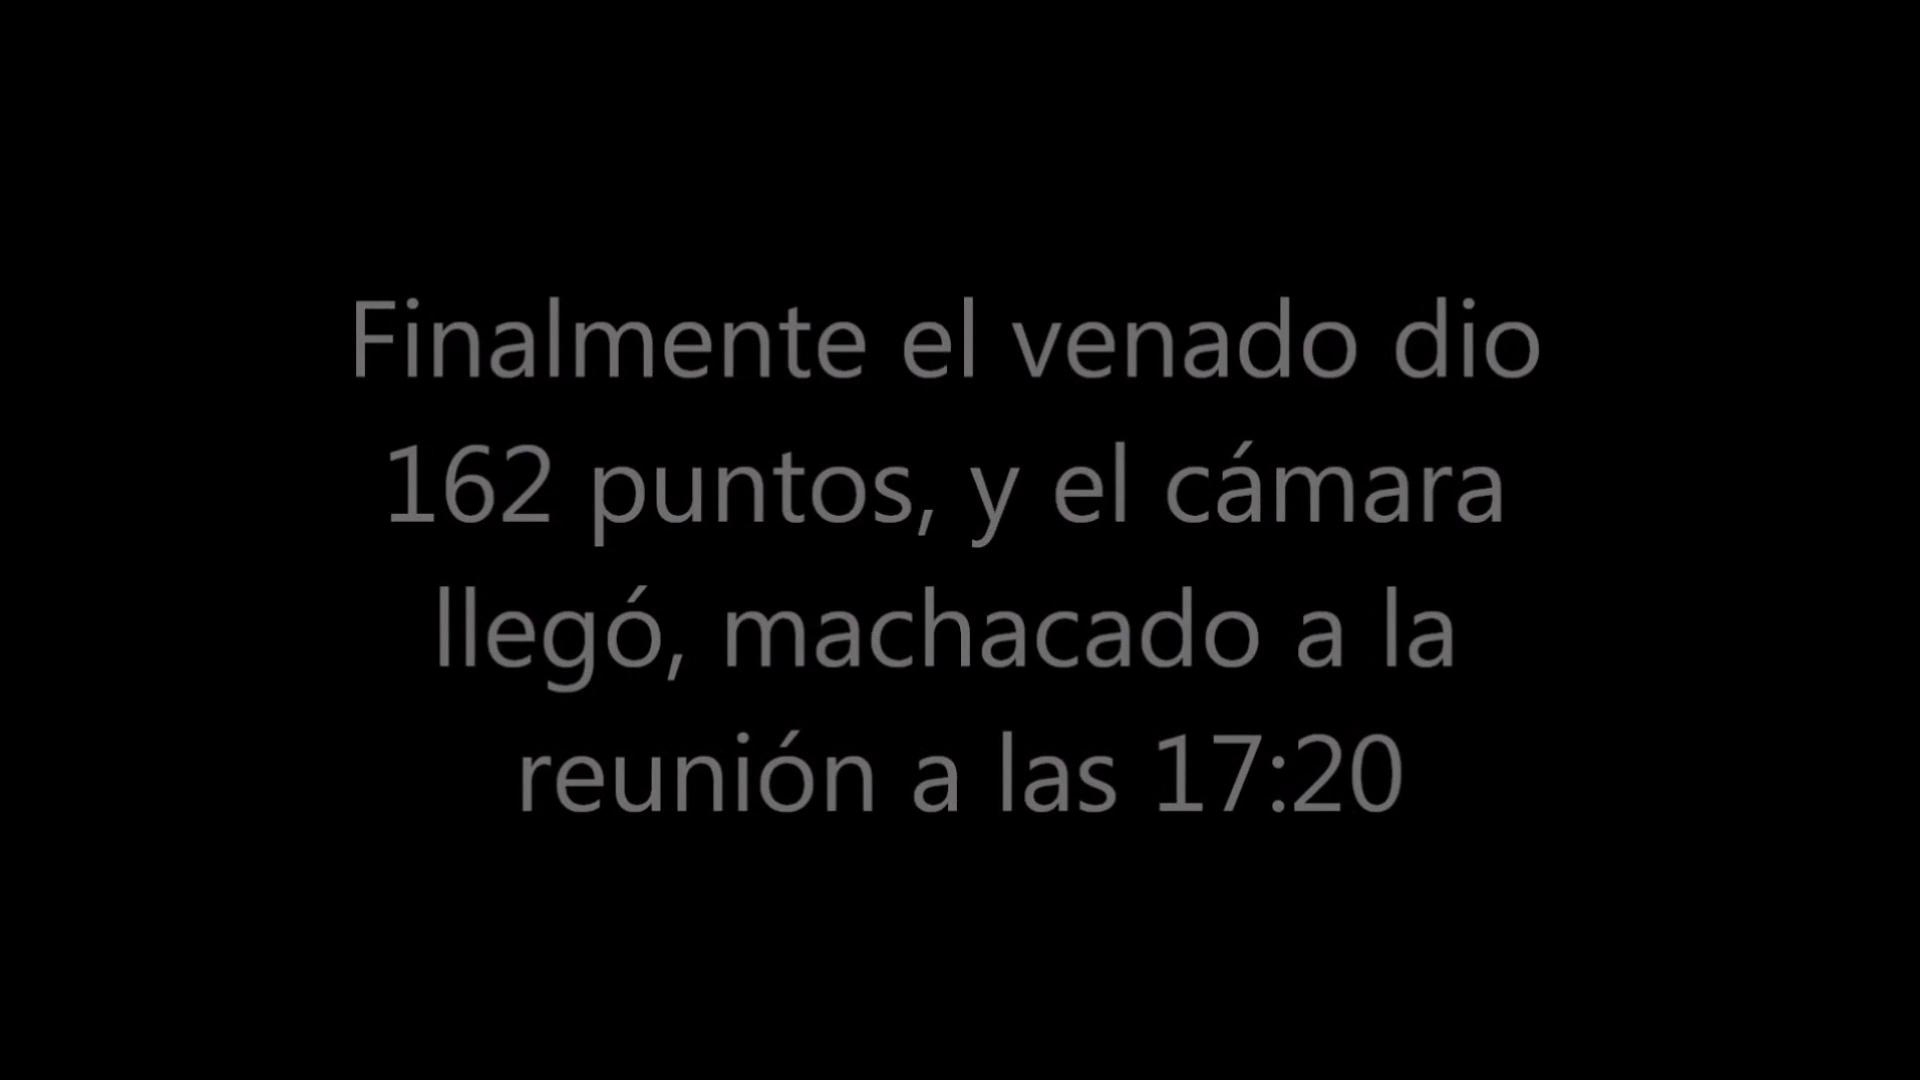 Finalmente el venado dio
162 puntos, y el cámara
llegó, machacado a la
reunión a las 17:20